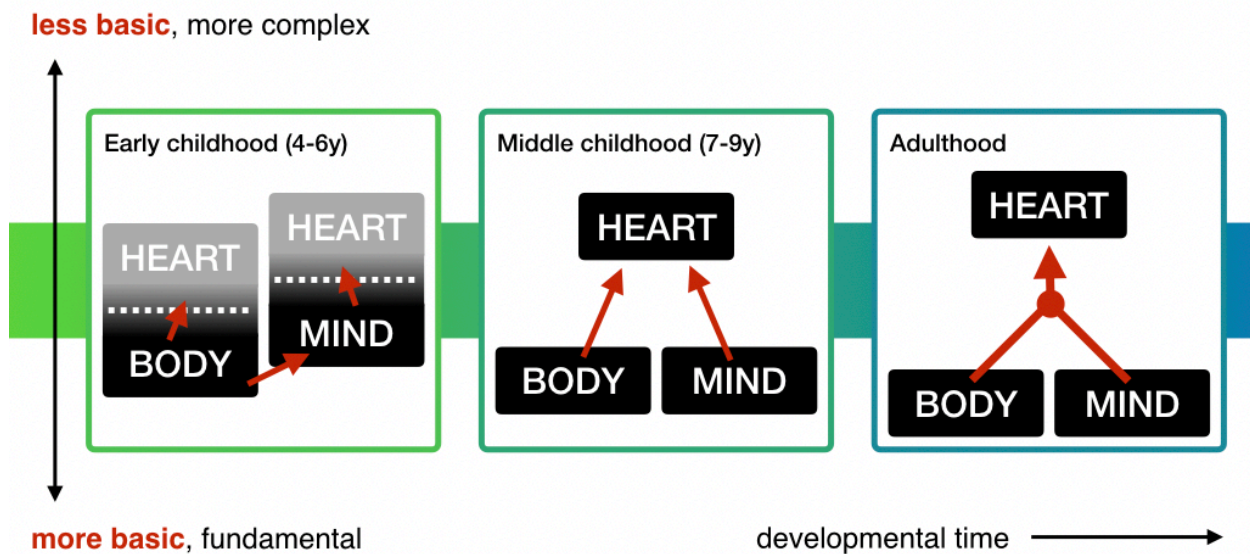 less basic, more complex
Early childhood (4-6y)
HEART
BODY
HEART
MIND
Middle childhood (7-9y)
HEART
BODY
MIND
Adulthood
HEART
BODY
MIND
more basic, fundamental
developmental time